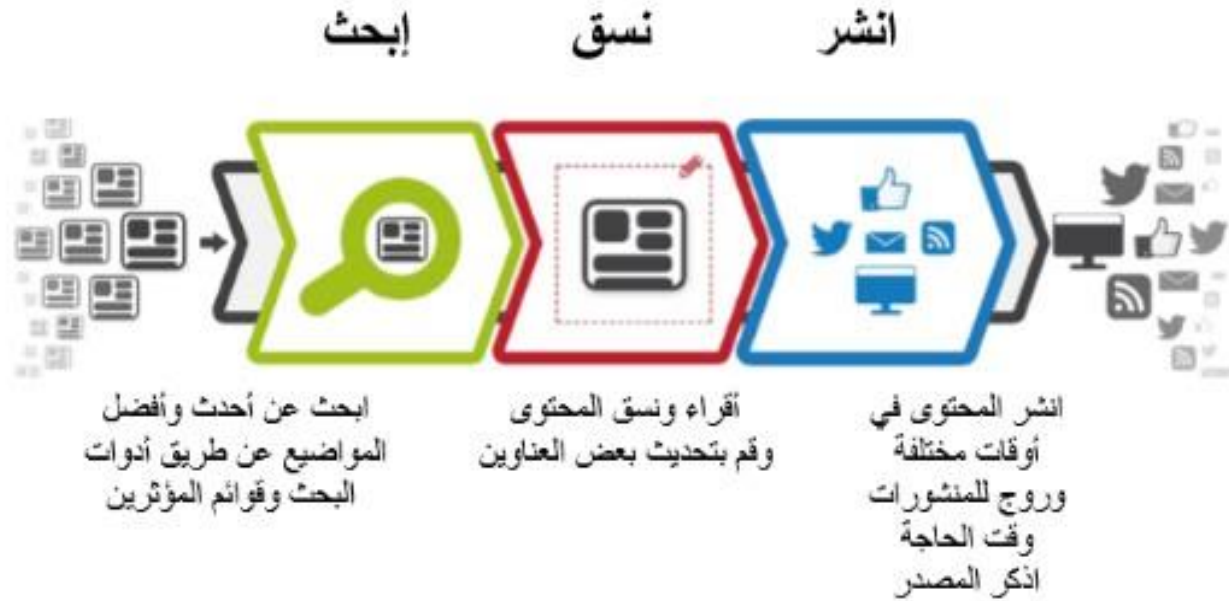 إبحث
نسق
انشر
ابحث عن أحدث وأفضل
المواضيع عن طريق أدوات
البحث وقوائم المؤثرين
أقراء ونسق المحتوى
وقم بتحديث بعض العناوين
انشر المحتوى في
أوقات مختلفة
وروج للمنشورات
وقت الحاجة
اذكر المصدر